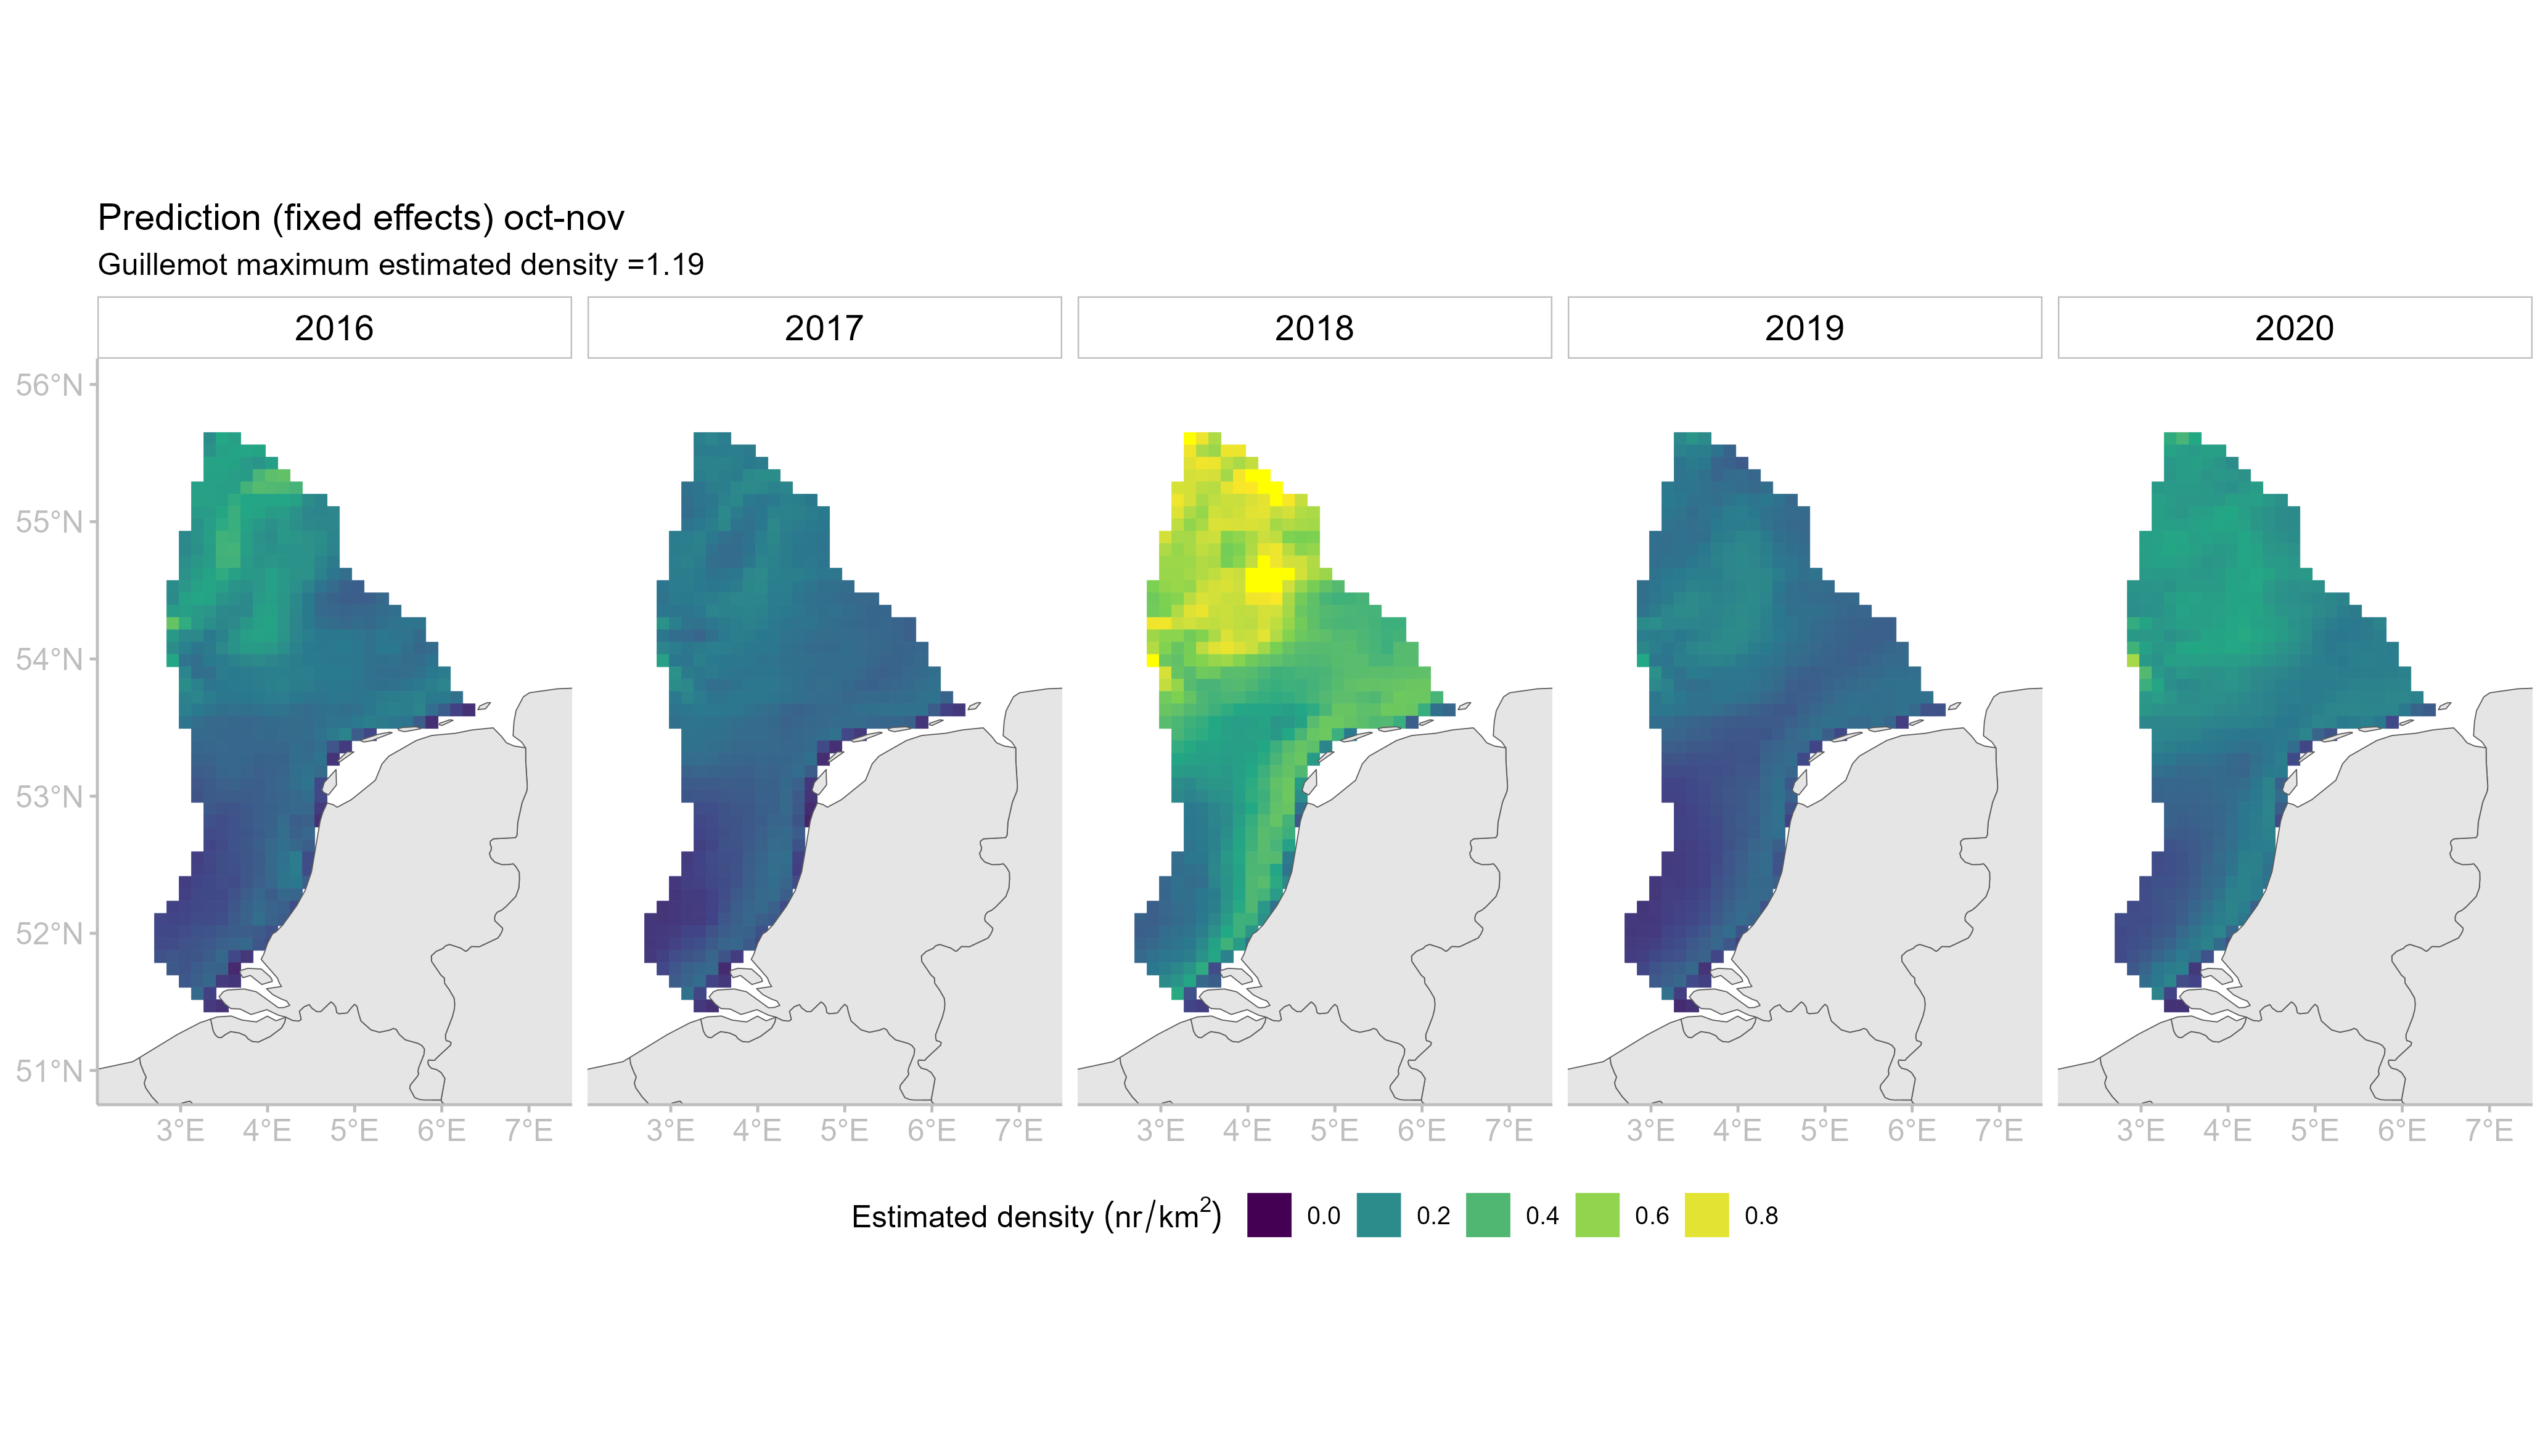 Prediction (fixed effects) oct-nov
Guillemot maximum estimated density =1.19
2016 2017 2018 2019 2020
56°N
55°N
54°N
53°N
52°N
51°N
3°E 4°E 5°E 6°E 7°E 3°E 4°E 5°E 6°E 7°E 3°E 4°E 5°E 6°E 7°E 3°E 4°E 5°E 6°E 7°E 3°E 4°E 5°E 6°E 7°E
Estimated density (nr/km²) 0.0 0.2 0.4 0.6 0.8